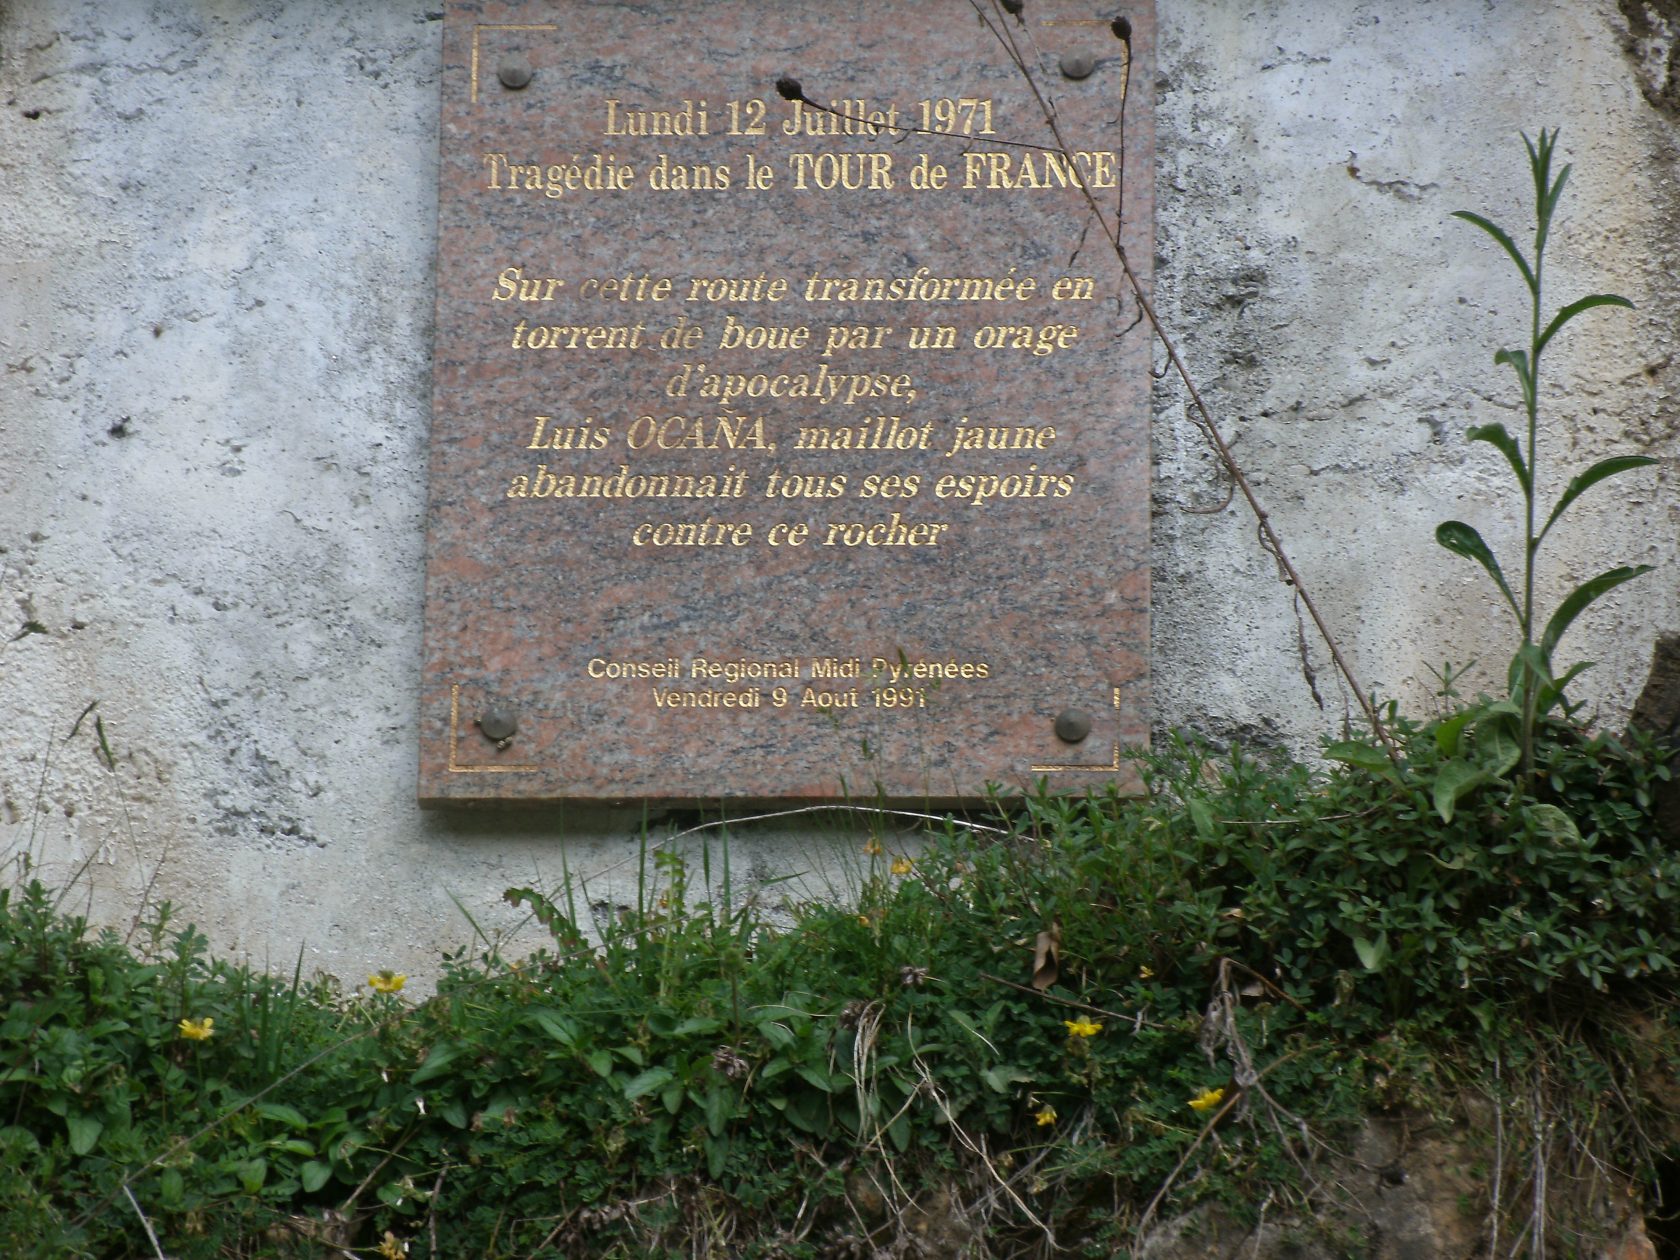 Lundi 12 Juillet 1971
Tragédie dans le TOUR de FRANCE
Sur cette route transformée en
torrent de boue par un orage
d'apocalypse,
Luis OCAÑA, maillot jaune
abandonnait tous ses espoirs
contre ce rocher
Conseil Régional Midi Pyrénées
Vendredi 9 Aout 1991